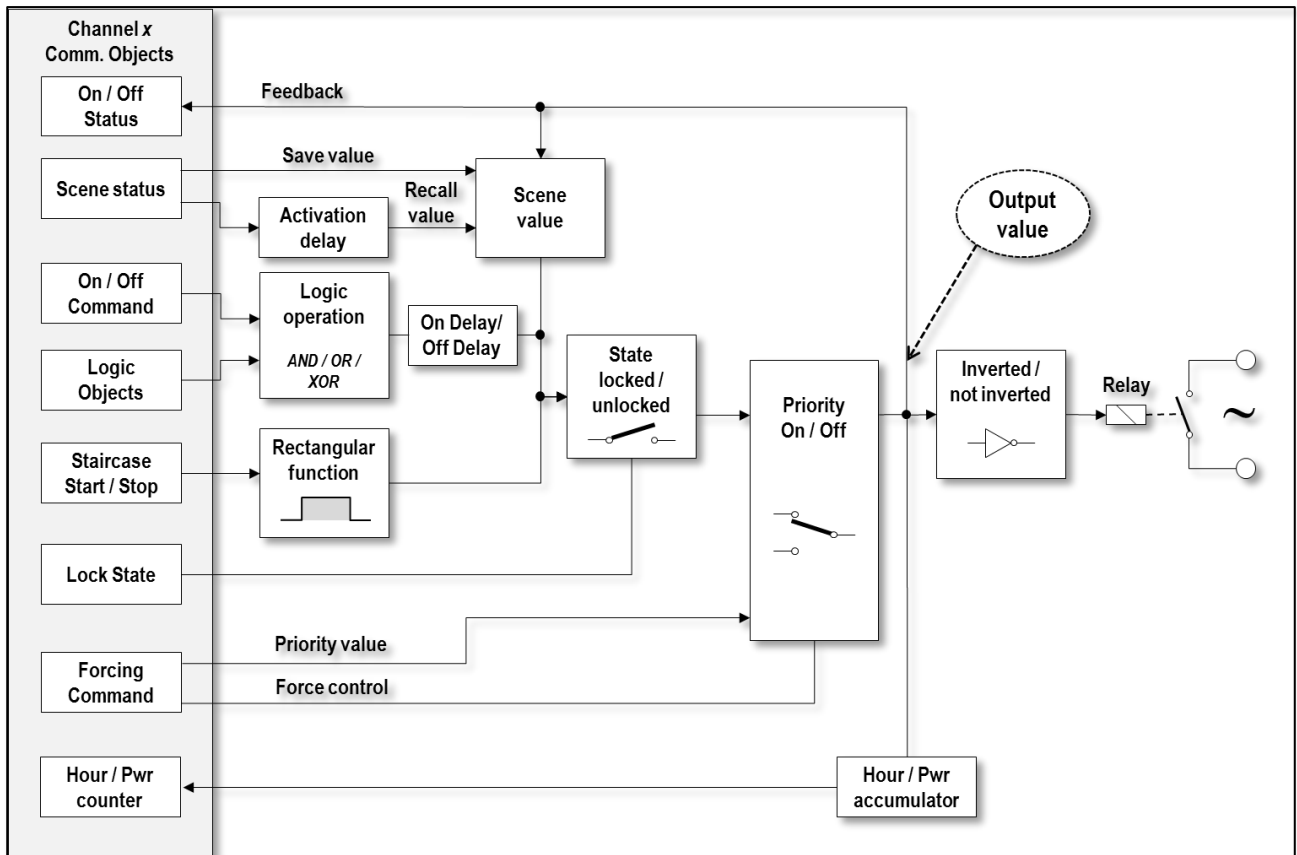 Channel x
Comm. Objects
On / Off
Status
Feedback
Scene status
Save value
Recall
value
Activation
delay
Scene
value
Output
value
On / Off
Command
Logic
operation
AND / OR /
XOR
On Delay/
Off Delay
Logic
Objects
State
locked /
unlocked
Priority
On / Off
Inverted /
not inverted
Relay
~
Staircase
Start / Stop
Rectangular
function
Lock State
Forcing
Command
Priority value
Force control
Hour / Pwr
counter
Hour / Pwr
accumulator